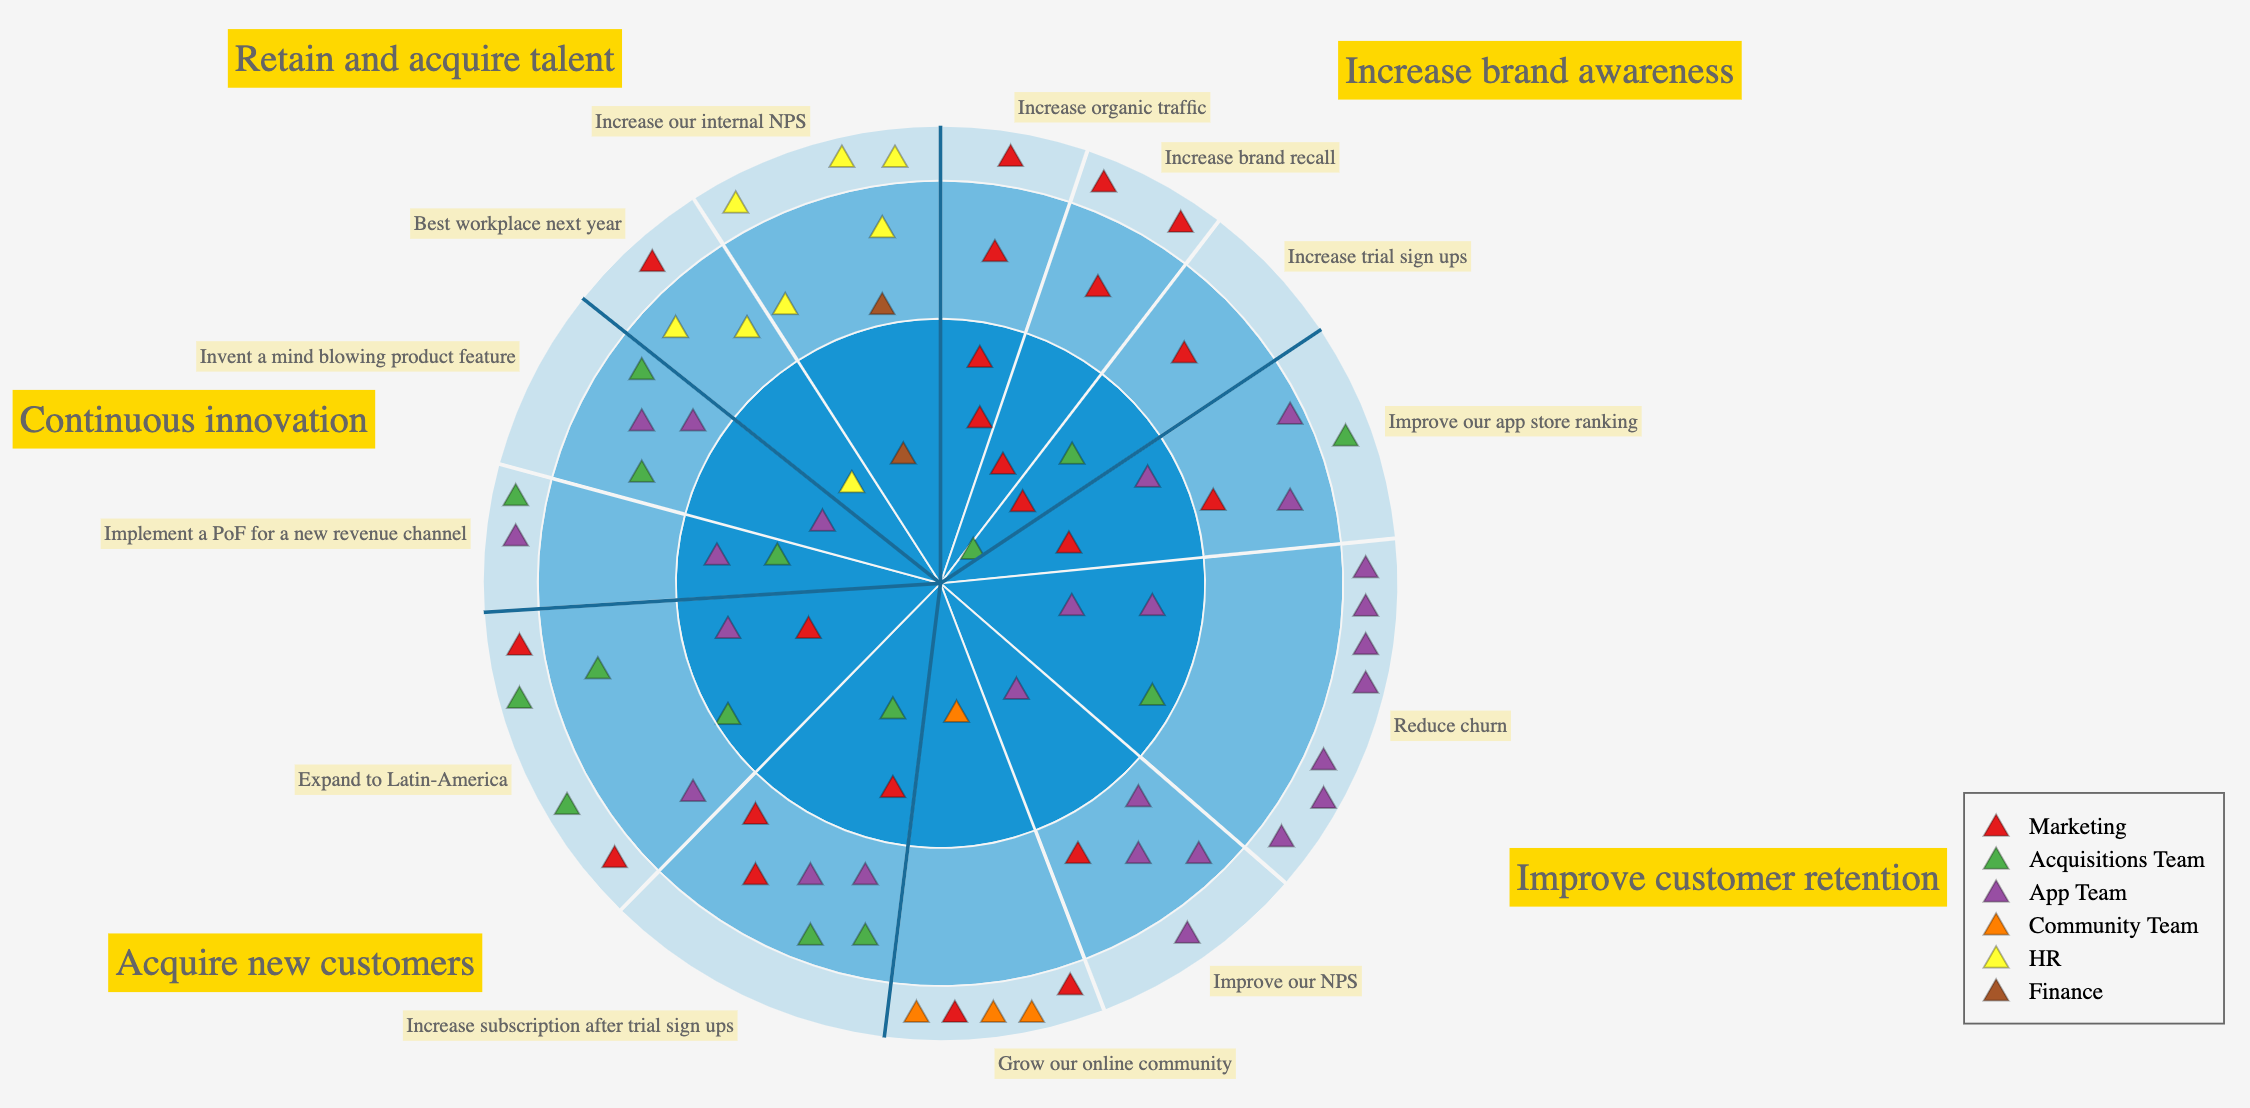 Retain and acquire talent
Increase brand awareness
Increase organic traffic
Increase our internal NPS
Increase brand recall
Best workplace next year
Increase trial sign ups
Invent a mind blowing product feature
Continuous innovation
Improve our app store ranking
Implement a PoF for a new revenue channel
Reduce churn
Expand to Latin-America
Marketing
Acquisitions Team
App Team
Community Team
HR
Finance
Improve customer retention
Acquire new customers
Improve our NPS
Increase subscription after trial sign ups
Grow our online community